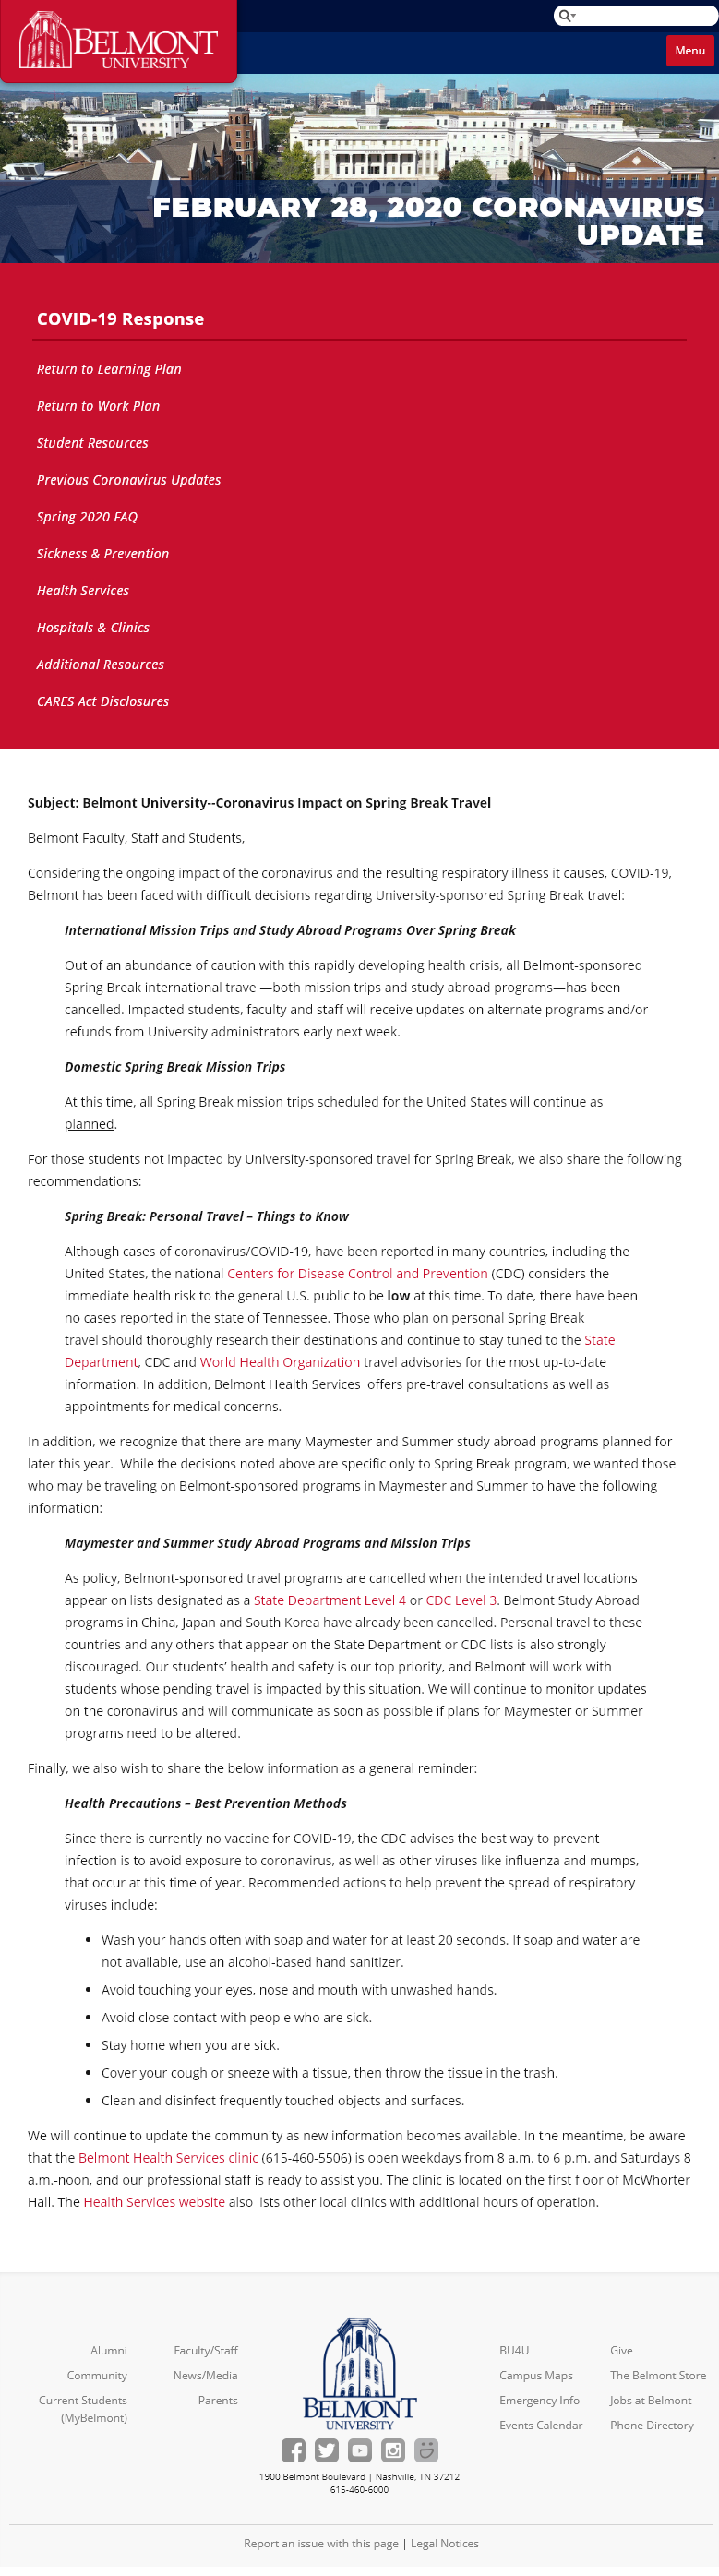 BELMONT
UNIVERSITY
Menu
FEBRUARY 28, 2020 CORONAVIRUS
UPDATE
COVID-19 Response
Return to Learning Plan
Return to Work Plan
Student Resources
Previous Coronavirus Updates
Spring 2020 FAQ
Sickness & Prevention
Health Services
Hospitals & Clinics
Additional Resources
CARES Act Disclosures
Subject: Belmont University--Coronavirus Impact on Spring Break Travel
Belmont Faculty, Staff and Students,
Considering the ongoing impact of the coronavirus and the resulting respiratory illness it causes, COVID-19,
Belmont has been faced with difficult decisions regarding University-sponsored Spring Break travel:
International Mission Trips and Study Abroad Programs Over Spring Break
Out of an abundance of caution with this rapidly developing health crisis, all Belmont-sponsored
Spring Break international travel—both mission trips and study abroad programs—has been
cancelled. Impacted students, faculty and staff will receive updates on alternate programs and/or
refunds from University administrators early next week.
Domestic Spring Break Mission Trips
At this time, all Spring Break mission trips scheduled for the United States will continue as
planned.
For those students not impacted by University-sponsored travel for Spring Break, we also share the following
recommendations:
Spring Break: Personal Travel – Things to Know
Although cases of coronavirus/COVID-19, have been reported in many countries, including the
United States, the national Centers for Disease Control and Prevention (CDC) considers the
immediate health risk to the general U.S. public to be low at this time. To date, there have been
no cases reported in the state of Tennessee. Those who plan on personal Spring Break
travel should thoroughly research their destinations and continue to stay tuned to the State
Department, CDC and World Health Organization travel advisories for the most up-to-date
information. In addition, Belmont Health Services  offers pre-travel consultations as well as
appointments for medical concerns.
In addition, we recognize that there are many Maymester and Summer study abroad programs planned for
later this year.  While the decisions noted above are specific only to Spring Break program, we wanted those
who may be traveling on Belmont-sponsored programs in Maymester and Summer to have the following
information:
Maymester and Summer Study Abroad Programs and Mission Trips
As policy, Belmont-sponsored travel programs are cancelled when the intended travel locations
appear on lists designated as a State Department Level 4 or CDC Level 3. Belmont Study Abroad
programs in China, Japan and South Korea have already been cancelled. Personal travel to these
countries and any others that appear on the State Department or CDC lists is also strongly
discouraged. Our students’ health and safety is our top priority, and Belmont will work with
students whose pending travel is impacted by this situation. We will continue to monitor updates
on the coronavirus and will communicate as soon as possible if plans for Maymester or Summer
programs need to be altered.
Finally, we also wish to share the below information as a general reminder:
Health Precautions – Best Prevention Methods
Since there is currently no vaccine for COVID-19, the CDC advises the best way to prevent
infection is to avoid exposure to coronavirus, as well as other viruses like influenza and mumps,
that occur at this time of year. Recommended actions to help prevent the spread of respiratory
viruses include:
• Wash your hands often with soap and water for at least 20 seconds. If soap and water are
not available, use an alcohol-based hand sanitizer.
• Avoid touching your eyes, nose and mouth with unwashed hands.
• Avoid close contact with people who are sick.
• Stay home when you are sick.
• Cover your cough or sneeze with a tissue, then throw the tissue in the trash.
• Clean and disinfect frequently touched objects and surfaces.
We will continue to update the community as new information becomes available. In the meantime, be aware
that the Belmont Health Services clinic (615-460-5506) is open weekdays from 8 a.m. to 6 p.m. and Saturdays 8
a.m.-noon, and our professional staff is ready to assist you. The clinic is located on the first floor of McWhorter
Hall. The Health Services website also lists other local clinics with additional hours of operation.
Alumni
Community
Current Students
(MyBelmont)
Faculty/Staff
News/Media
Parents
BELMONT
UNIVERSITY
1900 Belmont Boulevard | Nashville, TN 37212
615-460-6000
BU4U
Campus Maps
Emergency Info
Events Calendar
Give
The Belmont Store
Jobs at Belmont
Phone Directory
Report an issue with this page | Legal Notices